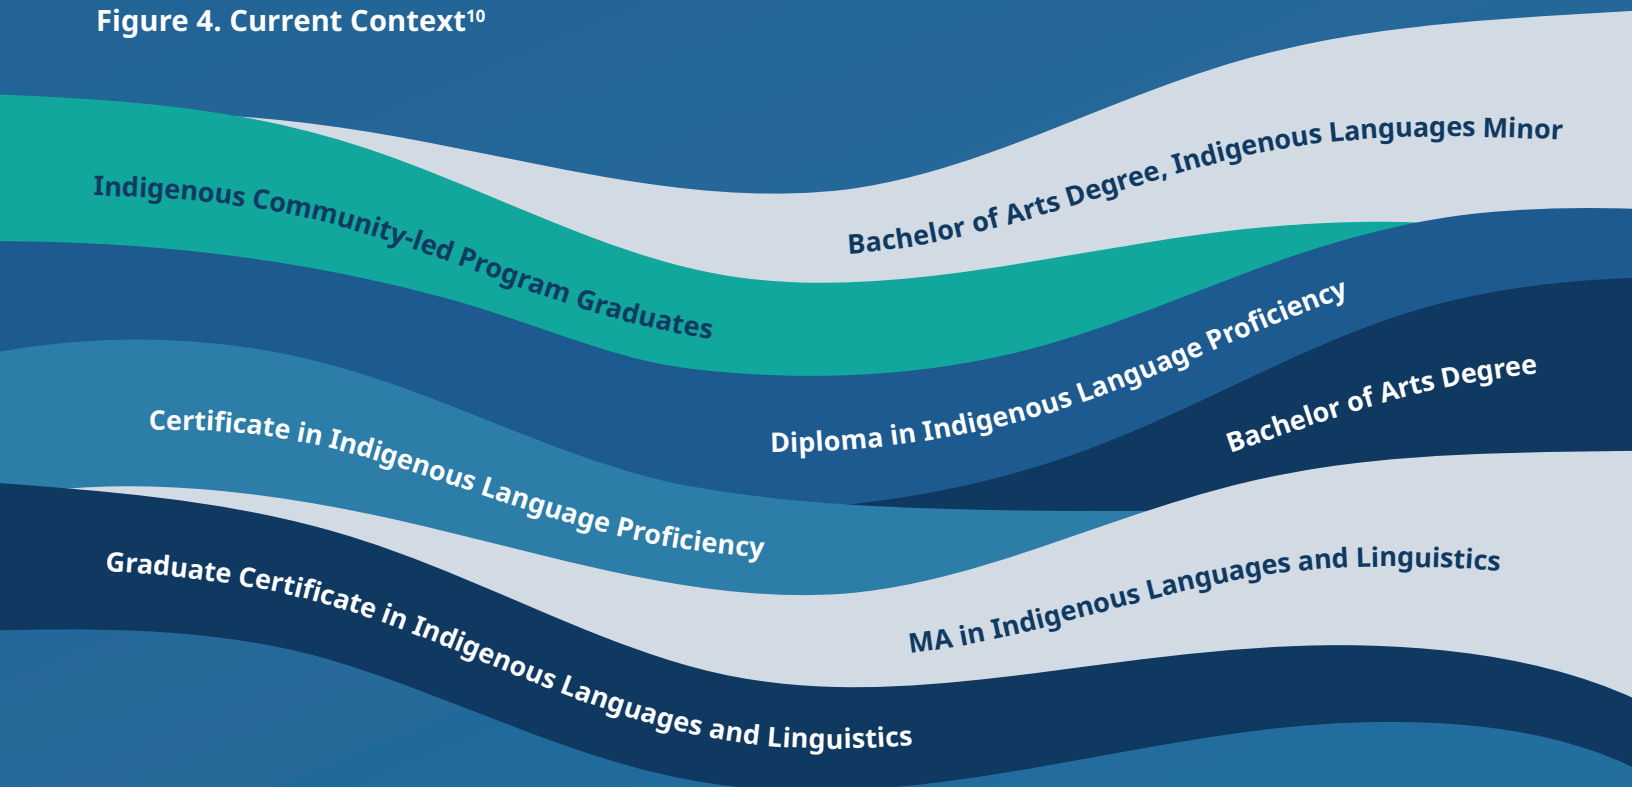 Figure 4. Current Context¹⁰
Bachelor of Arts Degree, Indigenous Languages Minor
Indigenous Community-led Program Graduates
Diploma in Indigenous Language Proficiency
Bachelor of Arts Degree
Certificate in Indigenous Language Proficiency
MA in Indigenous Languages and Linguistics
Graduate Certificate in Indigenous Languages and Linguistics